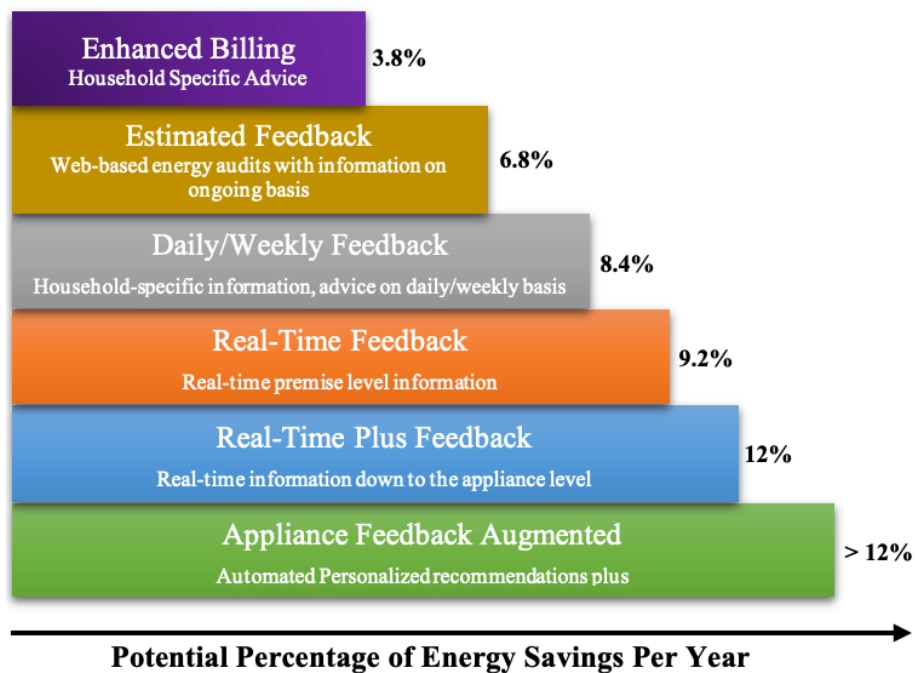 Enhanced Billing
Household Specific Advice
3.8%
Estimated Feedback
Web-based energy audits with information on
ongoing basis
6.8%
Daily/Weekly Feedback
Household-specific information, advice on daily/weekly basis
8.4%
Real-Time Feedback
Real-time premise level information
9.2%
Real-Time Plus Feedback
Real-time information down to the appliance level
12%
Appliance Feedback Augmented
Automated Personalized recommendations plus
> 12%
Potential Percentage of Energy Savings Per Year